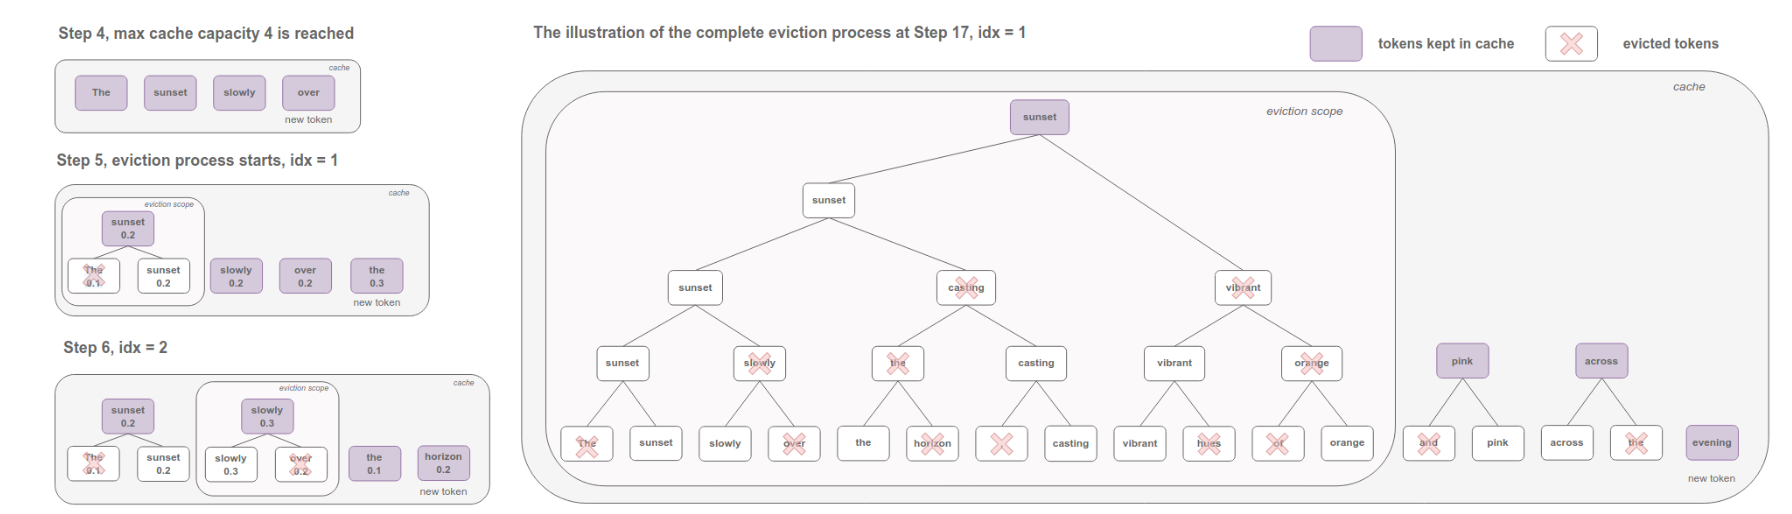 Step 4, max cache capacity 4 is reached
cache
The
sunset
slowly
over
new token
Step 5, eviction process starts, idx = 1
cache
eviction scope
sunset
0.2
The
0.1
sunset
0.2
slowly
0.2
over
0.2
the
0.3
new token
Step 6, idx = 2
cache
eviction scope
sunset
0.2
slowly
0.3
The
0.1
sunset
0.2
slowly
0.3
over
0.2
the
0.1
horizon
0.2
new token
The illustration of the complete eviction process at Step 17, idx = 1
tokens kept in cache
evicted tokens
cache
eviction scope
sunset
sunset
sunset
casting
vibrant
sunset
slowly
the
casting
vibrant
orange
pink
across
The
sunset
slowly
over
the
horizon
,
casting
vibrant
hues
of
orange
and
pink
across
the
evening
new token